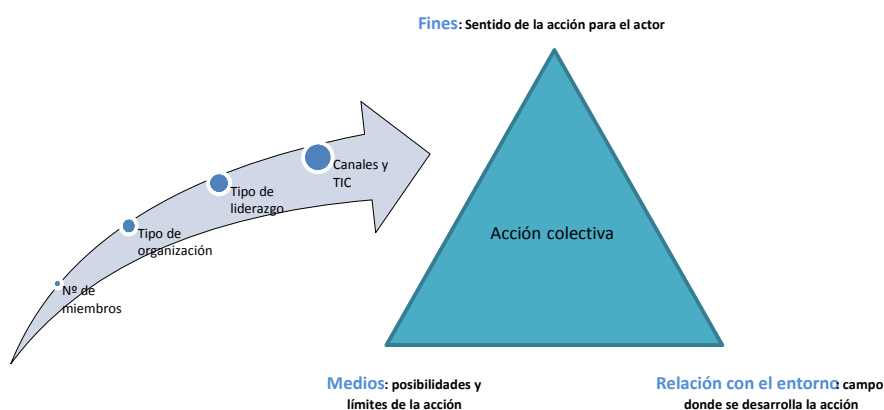 Fines: Sentido de la acción para el actor
Canales y
TIC
Tipo de
liderazgo
Tipo de
organización
Nº de
miembros
Acción colectiva
Medios: posibilidades y
límites de la acción
Relación con el entorno: campo
donde se desarrolla la acción